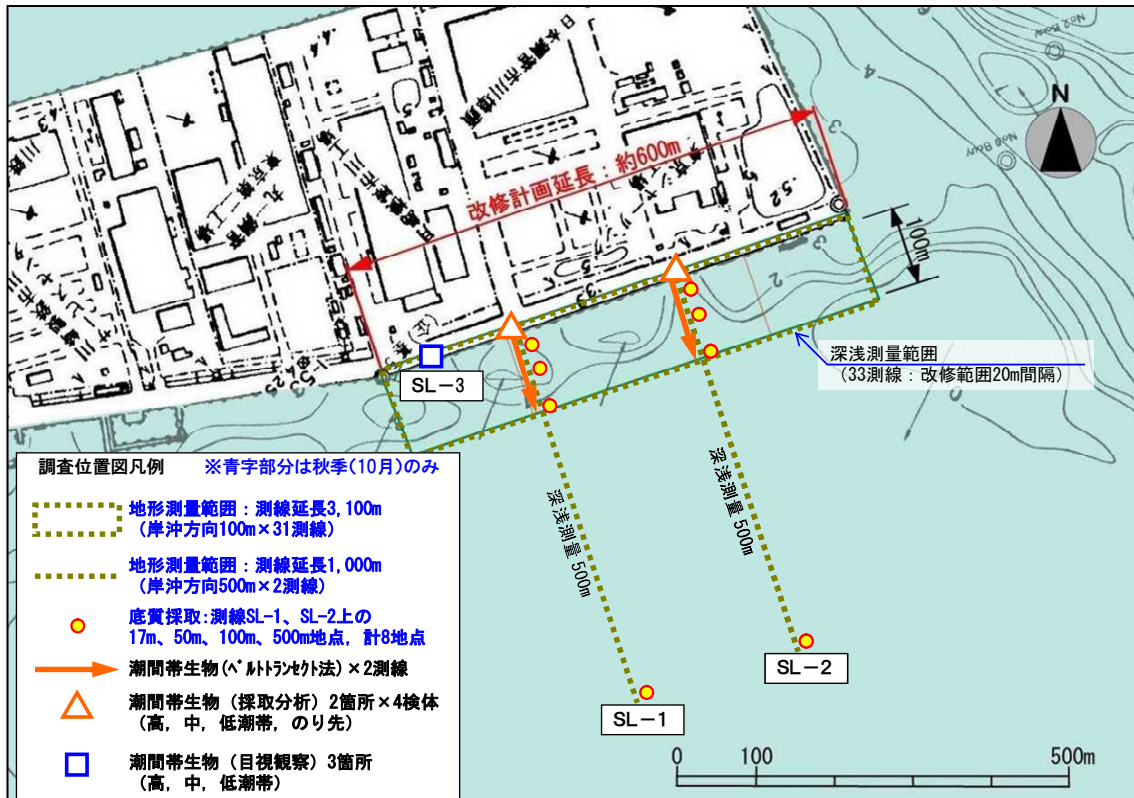 No2 Buoy
No8 Buoy
N
改修計画延長：約600m
100m
深浅測量範囲
（33測線：改修範囲20m間隔）
SL－3
深浅測量 500m
深浅測量 500m
SL－2
SL－1
調査位置図凡例 ※青字部分は秋季(10月)のみ
地形測量範囲：測線延長3,100m
（岸沖方向100m×31測線）
地形測量範囲：測線延長1,000m
（岸沖方向500m×2測線）
底質採取:測線SL-1、SL-2上の
17m、50m、100m、500m地点，計8地点
潮間帯生物(ﾍﾞﾙﾄﾄﾗﾝｾｸﾄ法)×2測線
潮間帯生物（採取分析）2箇所×4検体
（高，中，低潮帯，のり先）
潮間帯生物（目視観察）3箇所
（高，中，低潮帯）
0 100 500m